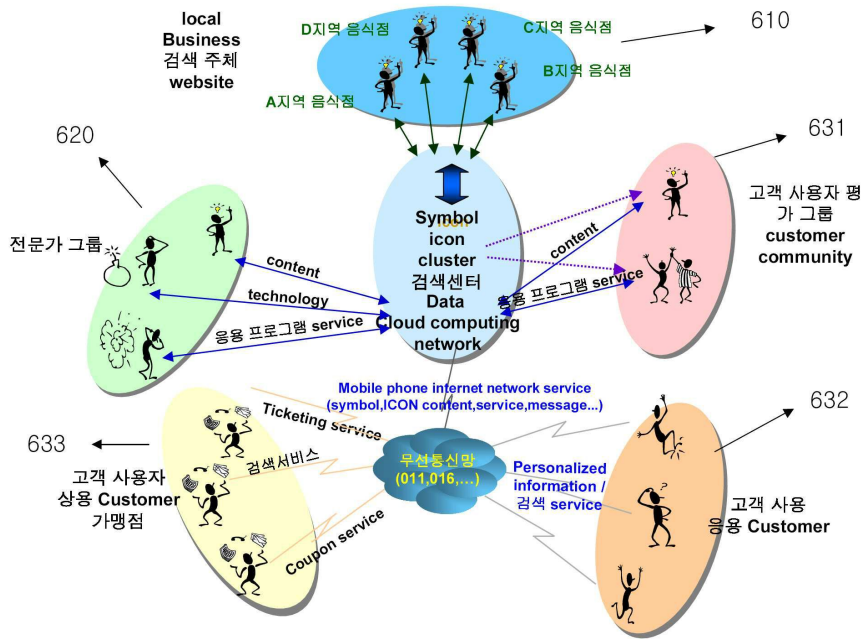 local
Business
검색 주체
website
D지역 음식점
C지역 음식점
A지역 음식점
B지역 음식점
610
620
631
전문가 그룹
고객 사용자 평
가 그룹
customer
community
icon
Symbol
icon
cluster
검색센터
Data
Cloud computing
network
content
technology
응용 프로그램 service
content
응용 프로그램 service
Mobile phone internet network service
(symbol,ICON content,service,message...)
632
633
Ticketing service
검색서비스
Coupon service
고객 사용자
상용 Customer
가맹점
무선통신망
(011,016,...)
Personalized
information /
검색 service
고객 사용
응용 Customer
?